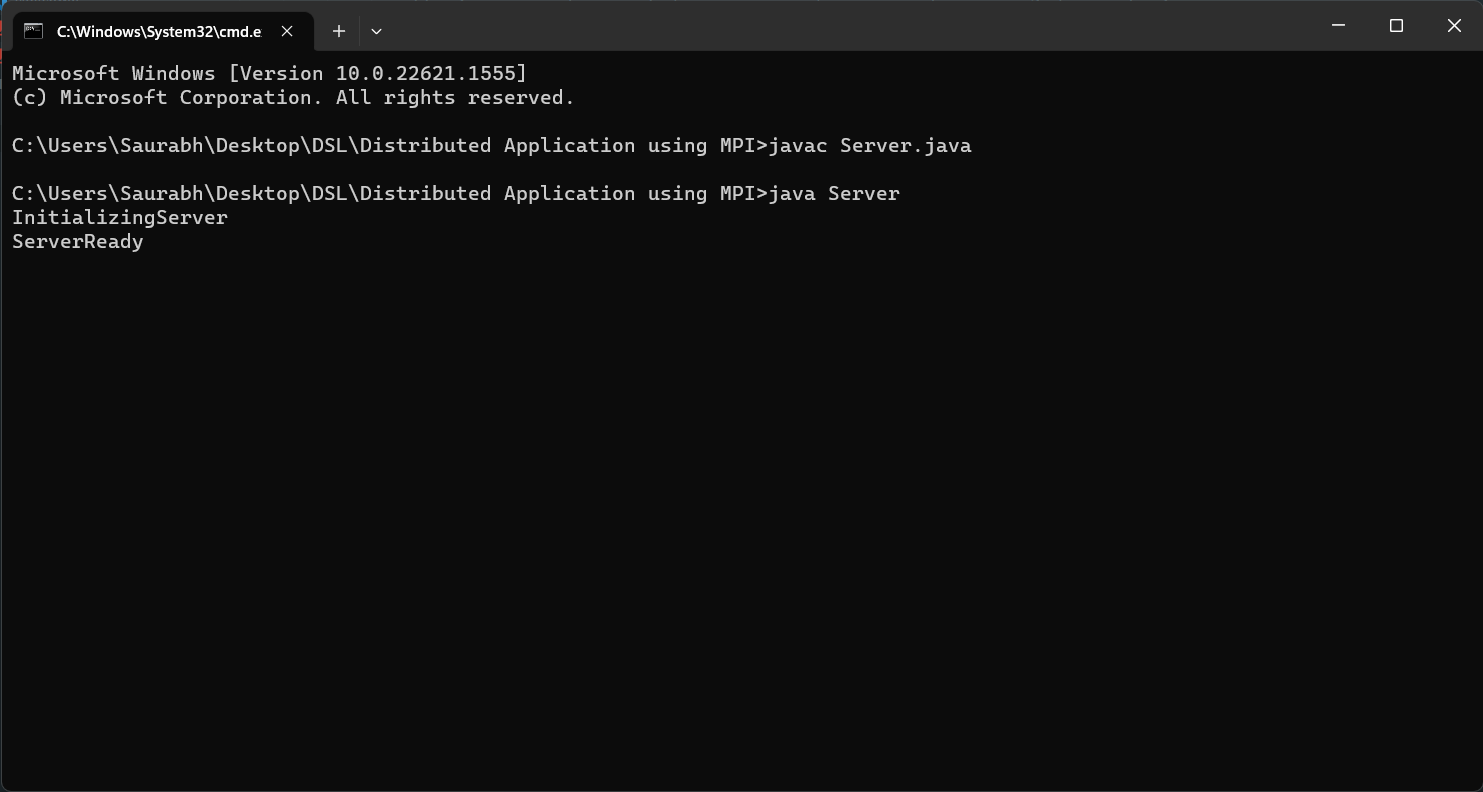 C:\Windows\System32\cmd.e
Microsoft Windows [Version 10.0.22621.1555]
(c) Microsoft Corporation. All rights reserved.
C:\Users\Saurabh\Desktop\DSL\Distributed Application using MPI>javac Server.java
C:\Users\Saurabh\Desktop\DSL\Distributed Application using MPI>java Server
InitializingServer
ServerReady